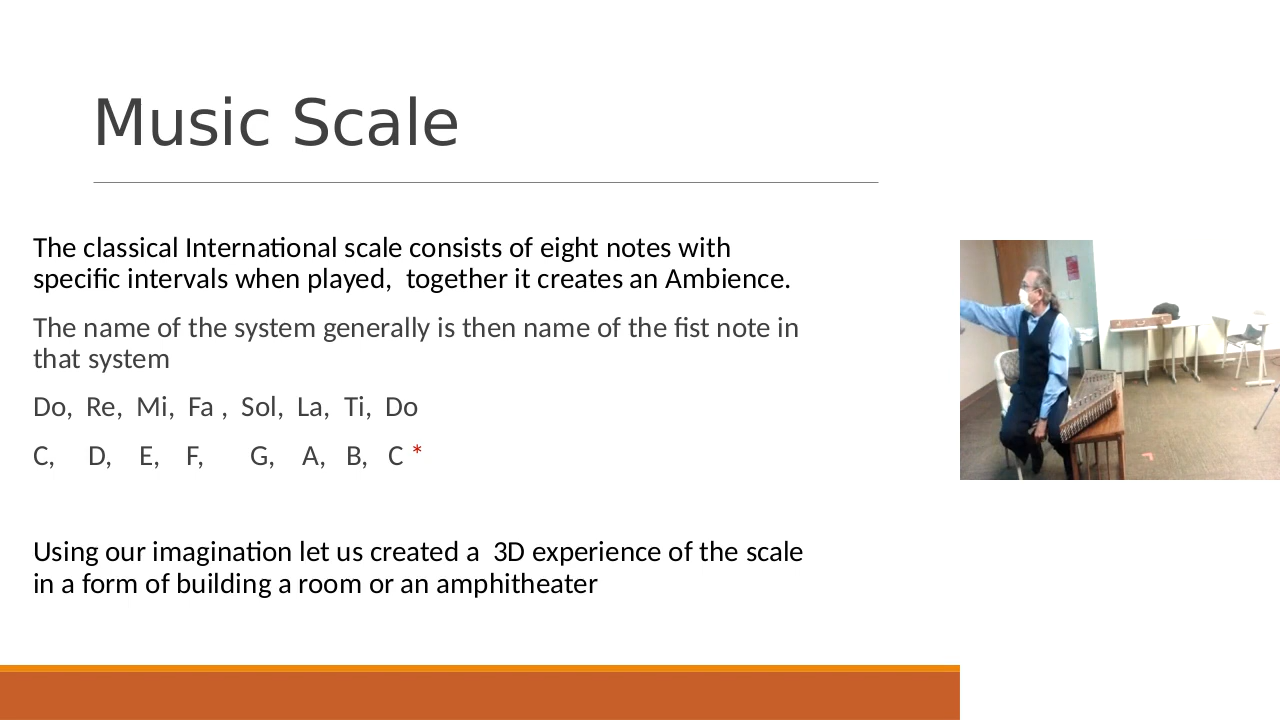 Music Scale
The classical International scale consists of eight notes with
specific intervals when played,  together it creates an Ambience.
The name of the system generally is then name of the fist note in
that system
Do,  Re,  Mi,  Fa ,  Sol,  La,  Ti,  Do
C,     D,    E,    F,       G,    A,   B,   C *
Using our imagination let us created a  3D experience of the scale
in a form of building a room or an amphitheater